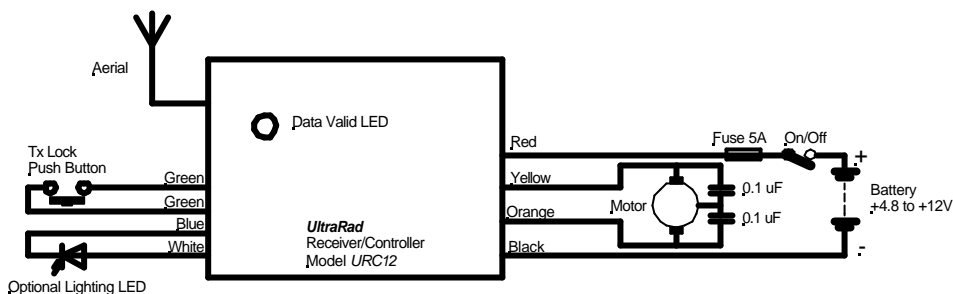 Aerial
Data Valid LED
Tx Lock
Push Button
Green
Green
Blue
White
Optional Lighting LED
UltraRad
Receiver/Controller
Model URC12
Red
Yellow
Orange
Black
Fuse 5A
On/Off
Motor
0.1 uF
0.1 uF
+
Battery
+4.8 to +12V
-